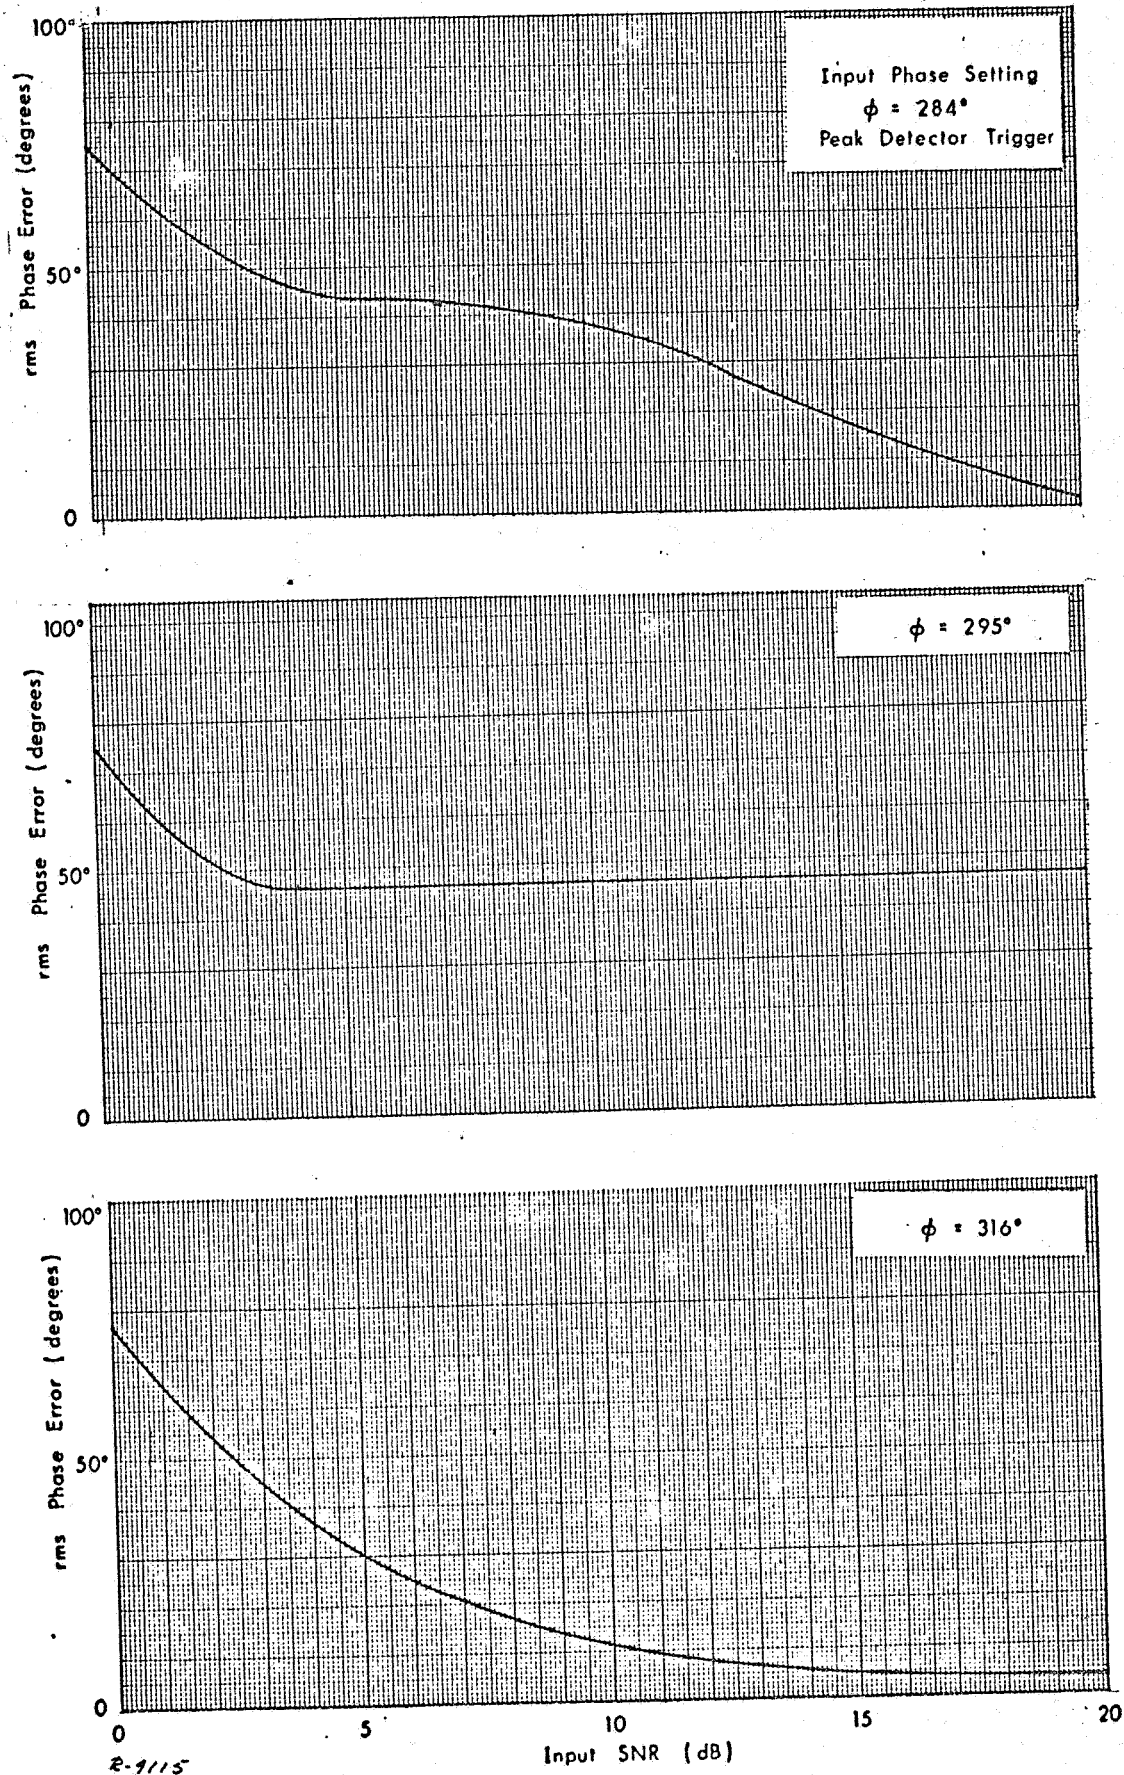 100°
Input Phase Setting
ϕ = 284°
Peak Detector Trigger
rms Phase Error (degrees)
50°
0
100°
ϕ = 295°
rms Phase Error (degrees)
50°
0
100°
ϕ = 316°
rms Phase Error (degrees)
50°
0
0 5 10 15 20
Input SNR (dB)
R-9115